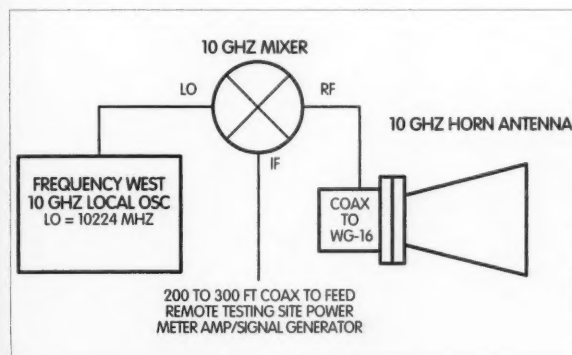 10 GHZ MIXER
LO
RF
IF
10 GHZ HORN ANTENNA
FREQUENCY WEST
10 GHZ LOCAL OSC
LO = 10224 MHZ
COAX
TO
WG-16
200 TO 300 FT COAX TO FEED
REMOTE TESTING SITE POWER
METER AMP/SIGNAL GENERATOR